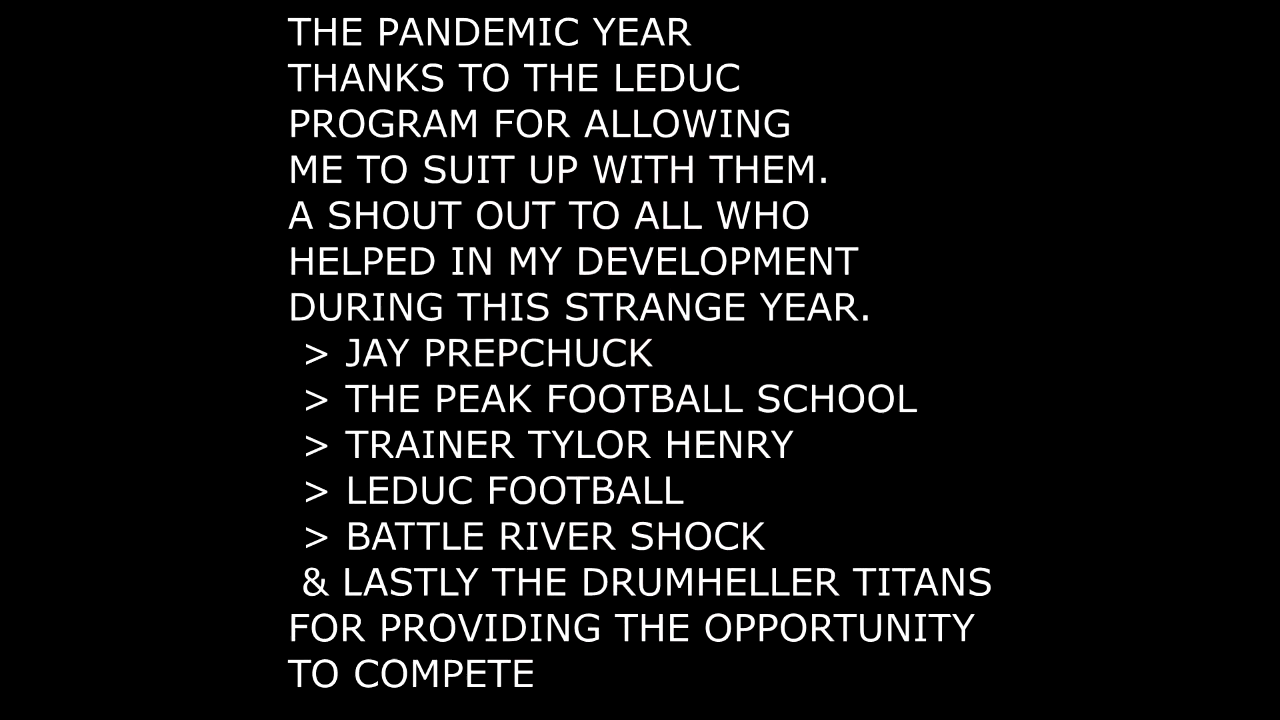 THE PANDEMIC YEAR
THANKS TO THE LEDUC
PROGRAM FOR ALLOWING
ME TO SUIT UP WITH THEM.
A SHOUT OUT TO ALL WHO
HELPED IN MY DEVELOPMENT
DURING THIS STRANGE YEAR.
> JAY PREPCHUCK
> THE PEAK FOOTBALL SCHOOL
> TRAINER TYLOR HENRY
> LEDUC FOOTBALL
> BATTLE RIVER SHOCK
& LASTLY THE DRUMHELLER TITANS
FOR PROVIDING THE OPPORTUNITY
TO COMPETE